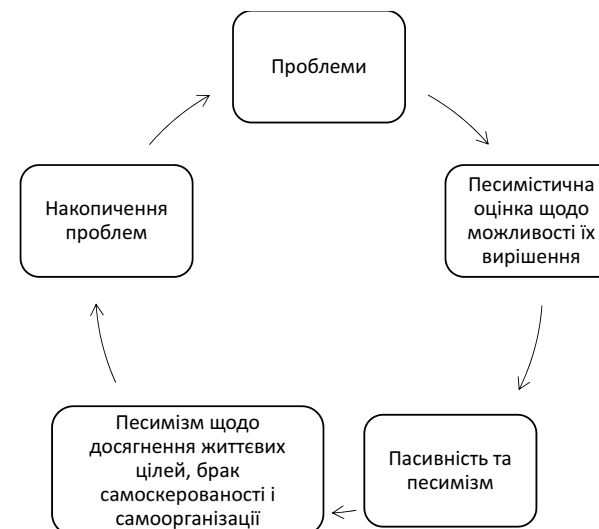 Проблеми
Песимістична
оцінка щодо
можливості їх
вирішення
Пасивність та
песимізм
Песимізм щодо
досягнення життєвих
цілей, брак
самоскерованості і
самоорганізації
Накопичення
проблем